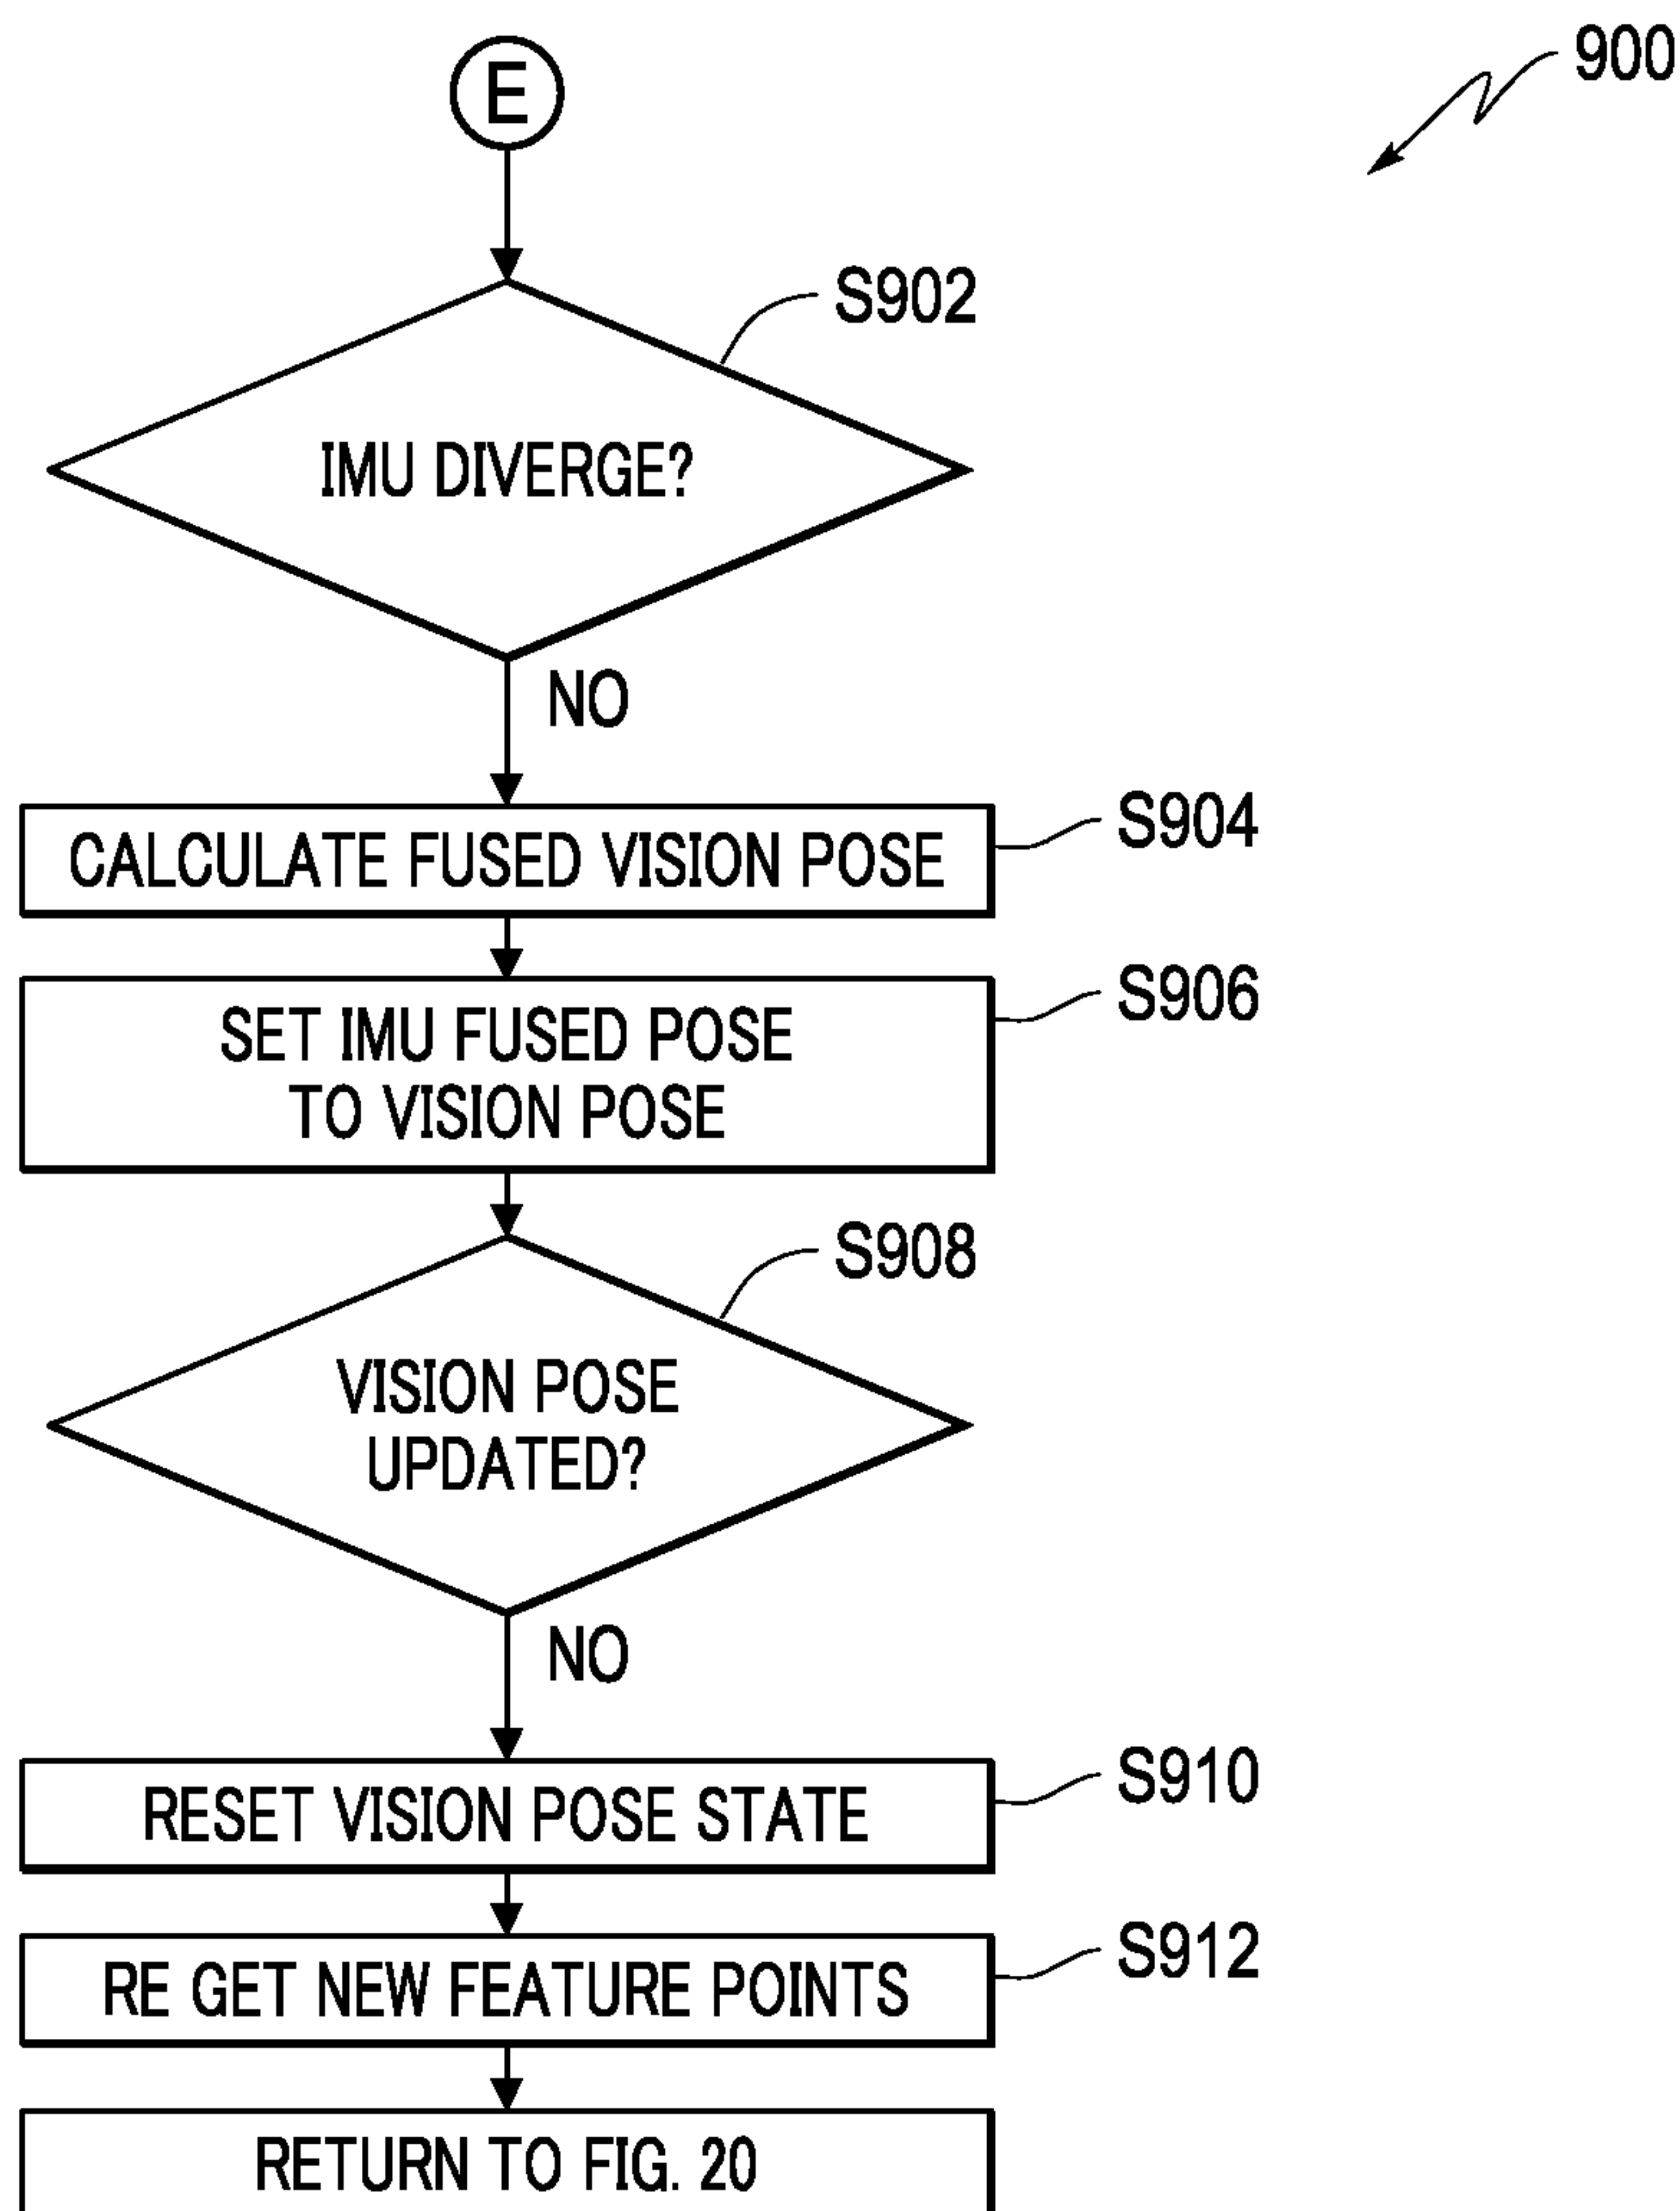 900
E
S902
IMU DIVERGE?
NO
S904
CALCULATE FUSED VISION POSE
S906
SET IMU FUSED POSE
TO VISION POSE
S908
VISION POSE
UPDATED?
NO
S910
RESET VISION POSE STATE
S912
RE GET NEW FEATURE POINTS
RETURN TO FIG. 20